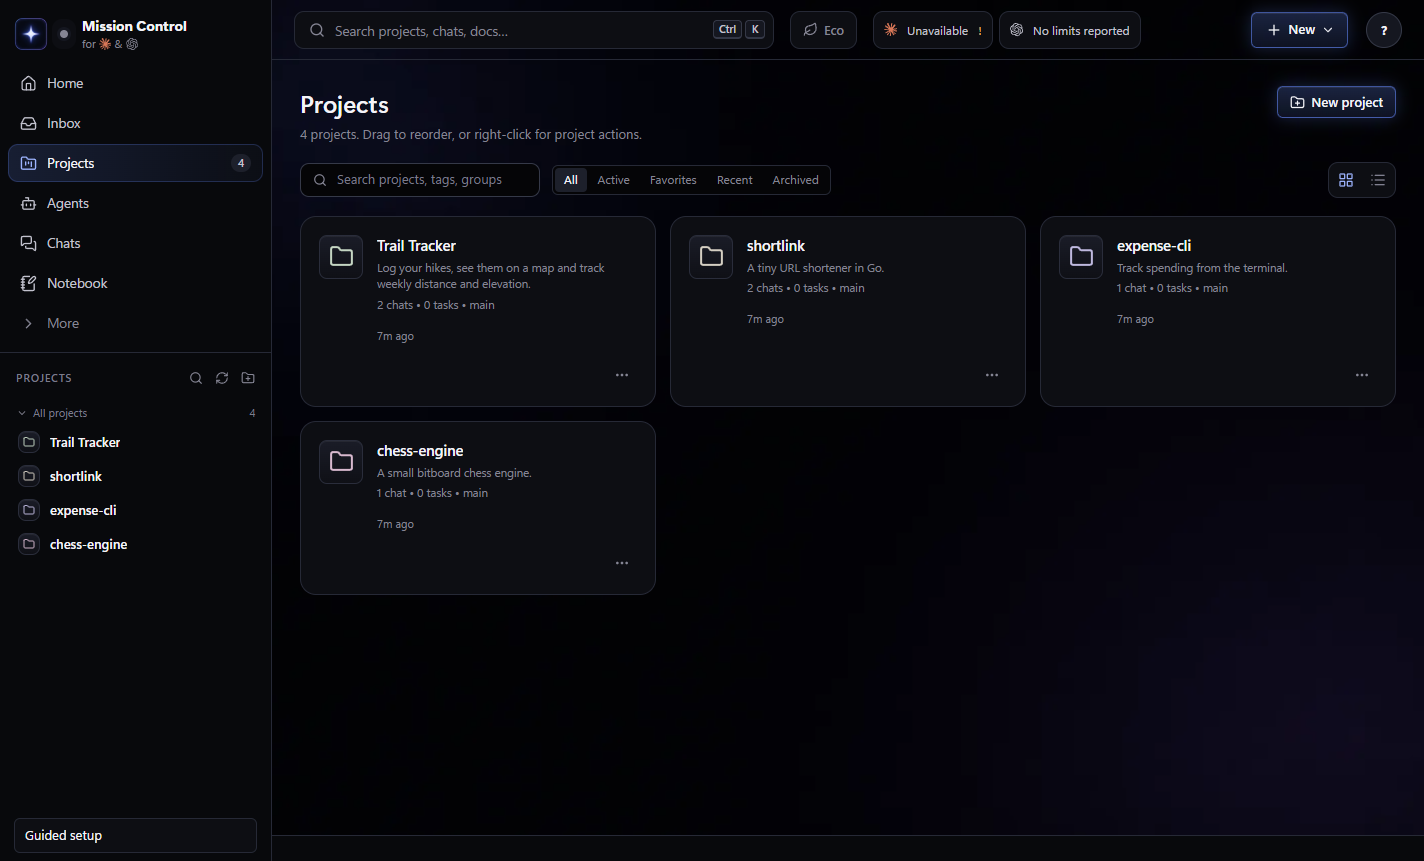 Mission Control
for &
Home
Inbox
Projects 4
Agents
Chats
Notebook
More
PROJECTS
All projects 4
Trail Tracker
shortlink
expense-cli
chess-engine
Guided setup
Search projects, chats, docs... Ctrl K
Eco
Unavailable !
No limits reported
New
?
Projects
4 projects. Drag to reorder, or right-click for project actions.
New project
Search projects, tags, groups
All Active Favorites Recent Archived
Trail Tracker
Log your hikes, see them on a map and track
weekly distance and elevation.
2 chats • 0 tasks • main
7m ago
shortlink
A tiny URL shortener in Go.
2 chats • 0 tasks • main
7m ago
expense-cli
Track spending from the terminal.
1 chat • 0 tasks • main
7m ago
chess-engine
A small bitboard chess engine.
1 chat • 0 tasks • main
7m ago